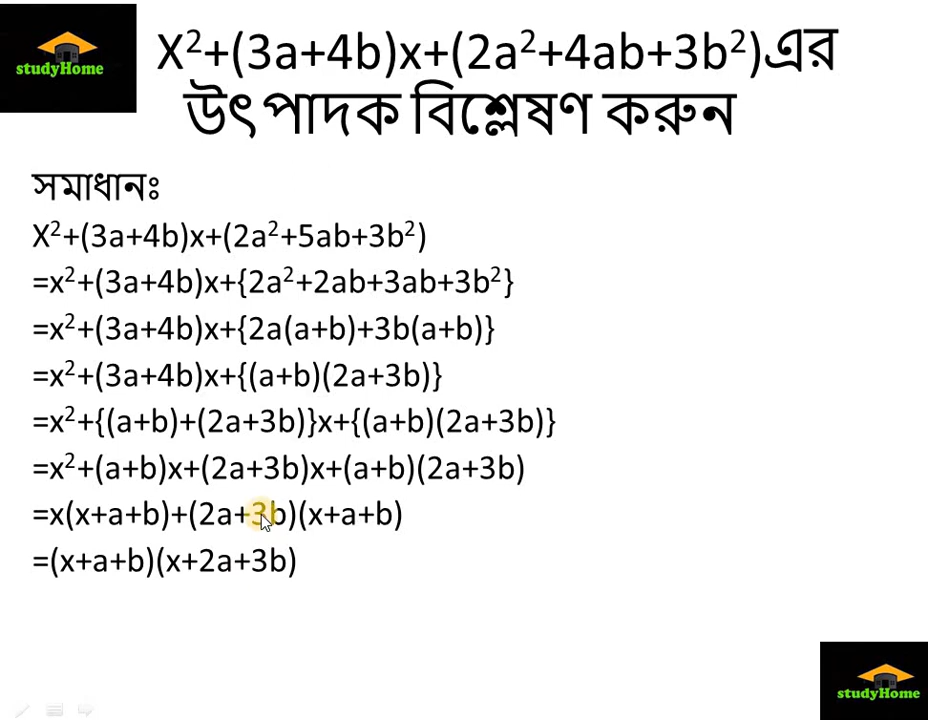 studyHome
X²+(3a+4b)x+(2a²+4ab+3b²)এর
উৎপাদক বিশ্লেষণ করুন
সমাধানঃ
X²+(3a+4b)x+(2a²+5ab+3b²)
=x²+(3a+4b)x+{2a²+2ab+3ab+3b²}
=x²+(3a+4b)x+{2a(a+b)+3b(a+b)}
=x²+(3a+4b)x+{(a+b)(2a+3b)}
=x²+{(a+b)+(2a+3b)}x+{(a+b)(2a+3b)}
=x²+(a+b)x+(2a+3b)x+(a+b)(2a+3b)
=x(x+a+b)+(2a+3b)(x+a+b)
=(x+a+b)(x+2a+3b)
studyHome